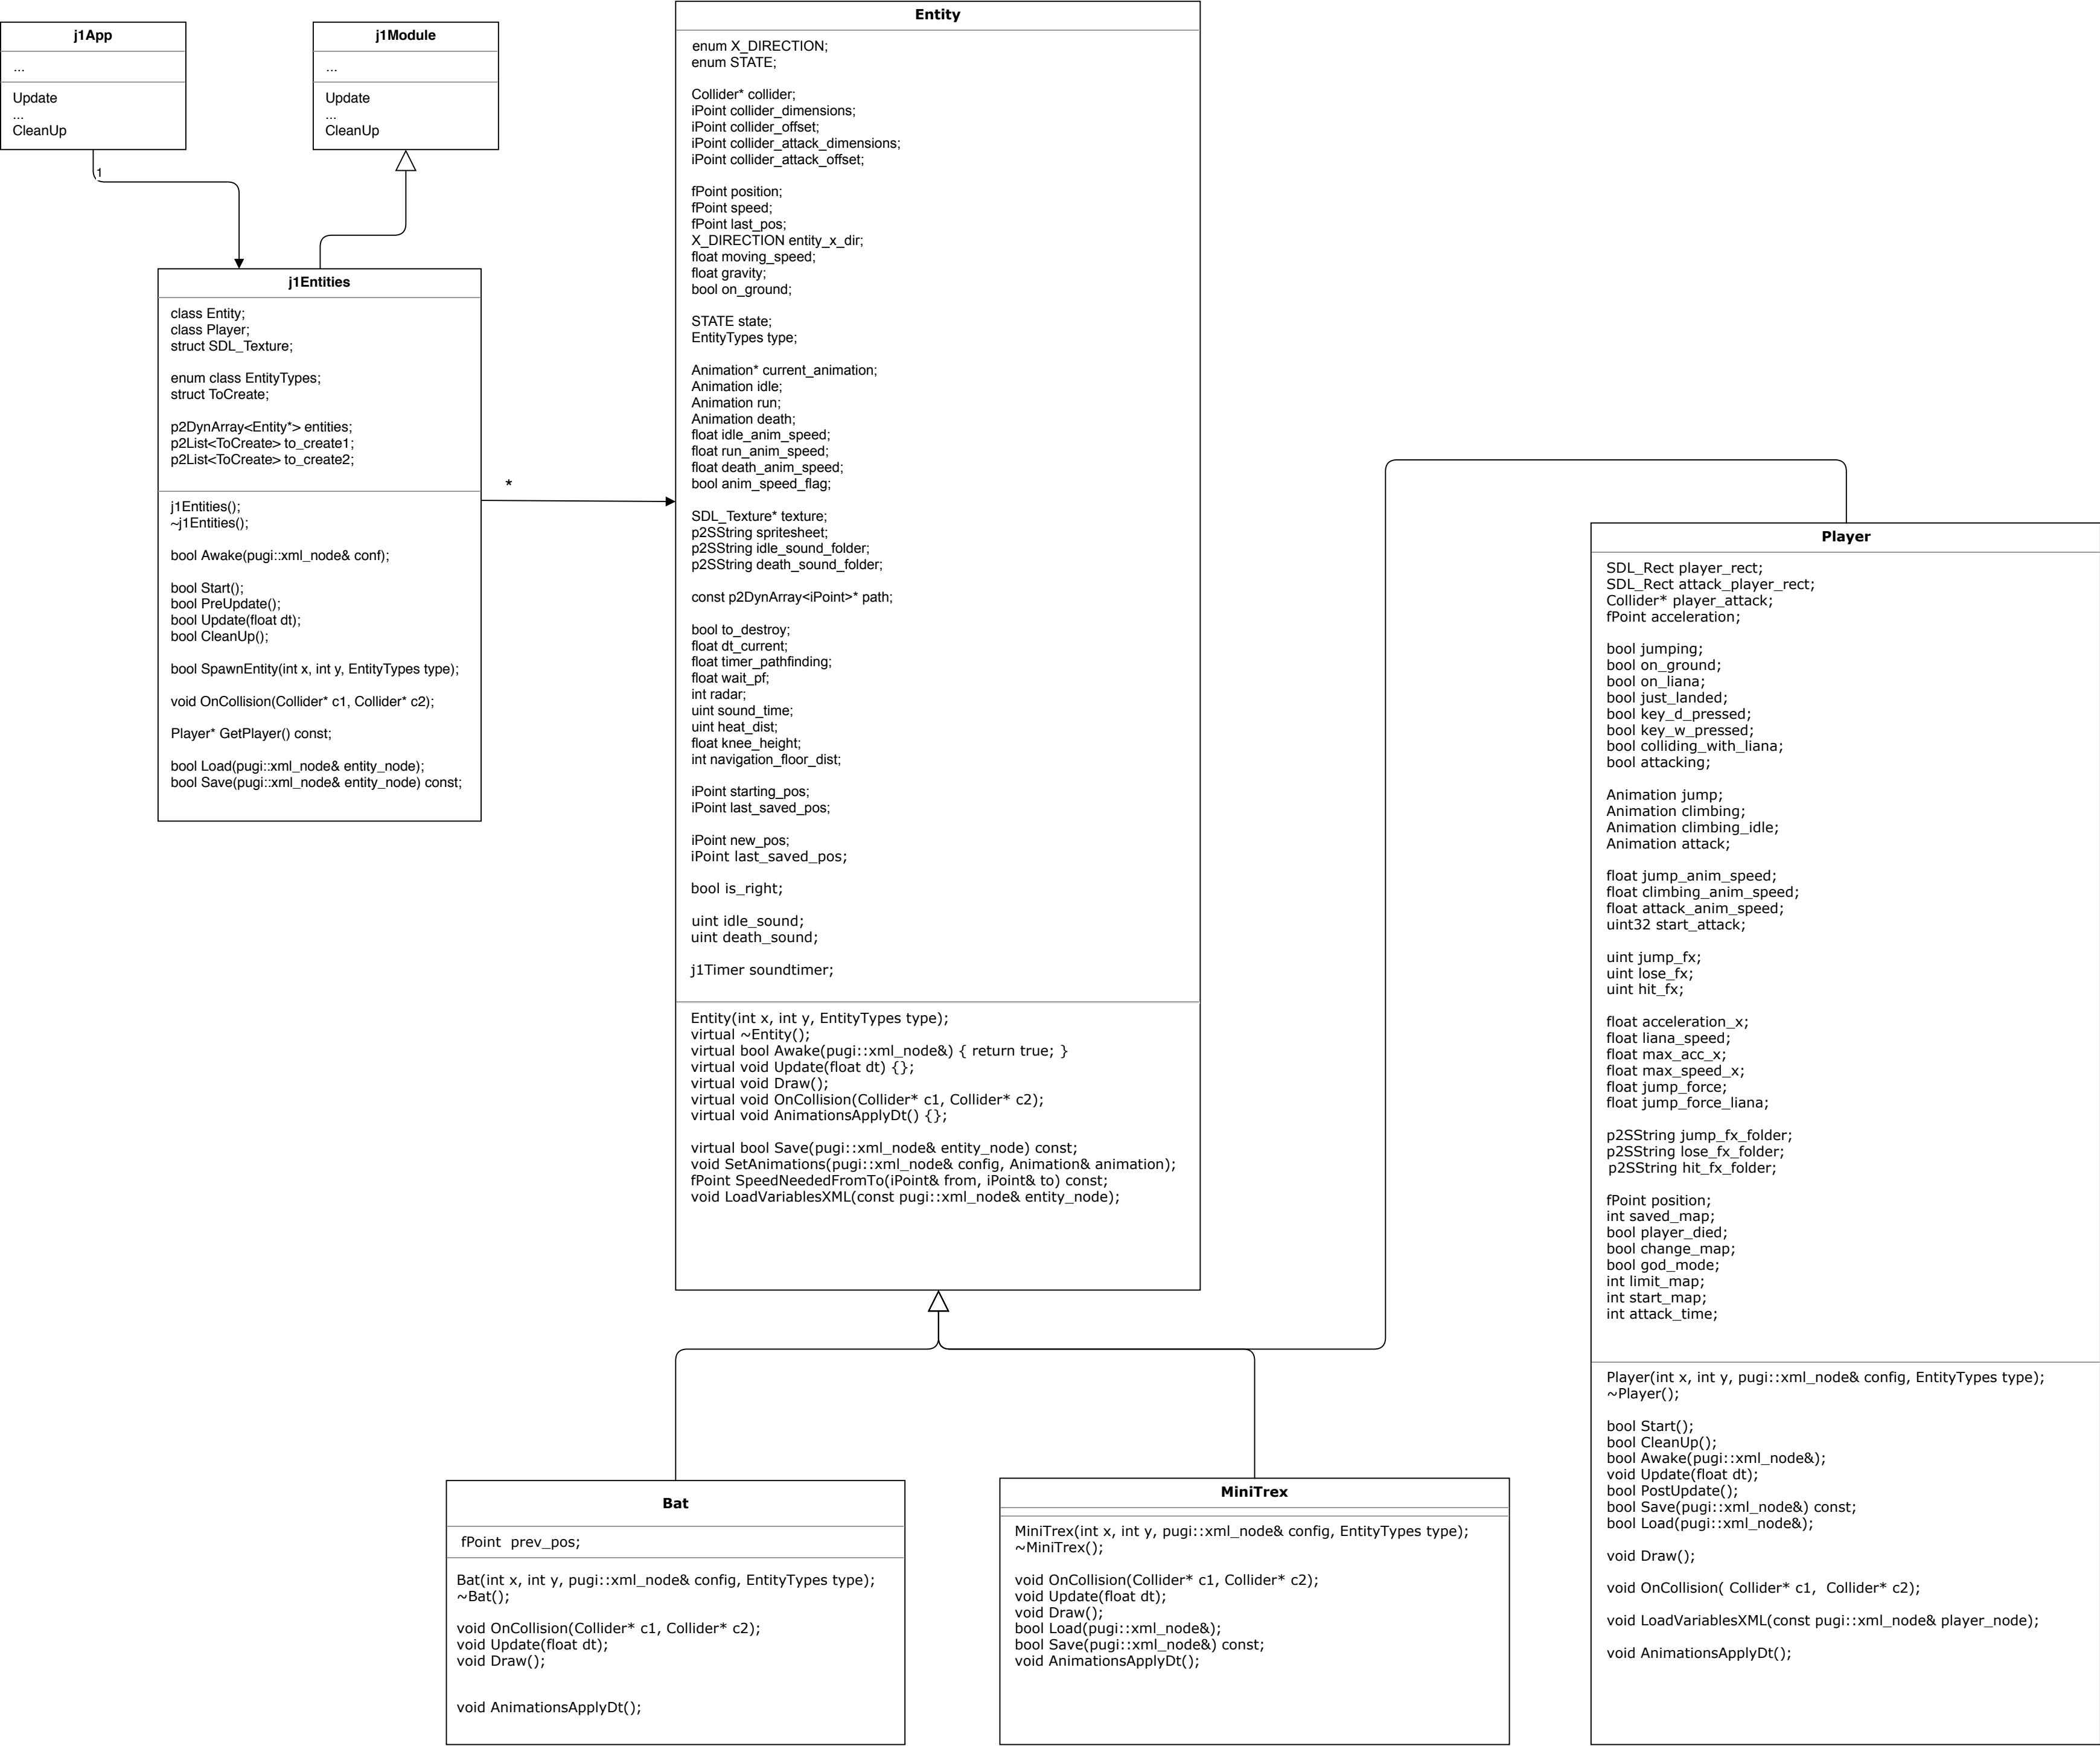 j1App
...
Update
...
CleanUp
1
j1Module
...
Update
...
CleanUp
j1Entities
class Entity;
class Player;
struct SDL_Texture;
enum class EntityTypes;
struct ToCreate;
p2DynArray<Entity*> entities;
p2List<ToCreate> to_create1;
p2List<ToCreate> to_create2;
j1Entities();
~j1Entities();
bool Awake(pugi::xml_node& conf);
bool Start();
bool PreUpdate();
bool Update(float dt);
bool CleanUp();
bool SpawnEntity(int x, int y, EntityTypes type);
void OnCollision(Collider* c1, Collider* c2);
Player* GetPlayer() const;
bool Load(pugi::xml_node& entity_node);
bool Save(pugi::xml_node& entity_node) const;
*
Entity
enum X_DIRECTION;
enum STATE;
Collider* collider;
iPoint collider_dimensions;
iPoint collider_offset;
iPoint collider_attack_dimensions;
iPoint collider_attack_offset;
fPoint position;
fPoint speed;
fPoint last_pos;
X_DIRECTION entity_x_dir;
float moving_speed;
float gravity;
bool on_ground;
STATE state;
EntityTypes type;
Animation* current_animation;
Animation idle;
Animation run;
Animation death;
float idle_anim_speed;
float run_anim_speed;
float death_anim_speed;
bool anim_speed_flag;
SDL_Texture* texture;
p2SString spritesheet;
p2SString idle_sound_folder;
p2SString death_sound_folder;
const p2DynArray<iPoint>* path;
bool to_destroy;
float dt_current;
float timer_pathfinding;
float wait_pf;
int radar;
uint sound_time;
uint heat_dist;
float knee_height;
int navigation_floor_dist;
iPoint starting_pos;
iPoint last_saved_pos;
iPoint new_pos;
iPoint last_saved_pos;
bool is_right;
uint idle_sound;
uint death_sound;
j1Timer soundtimer;
Entity(int x, int y, EntityTypes type);
virtual ~Entity();
virtual bool Awake(pugi::xml_node&) { return true; }
virtual void Update(float dt) {};
virtual void Draw();
virtual void OnCollision(Collider* c1, Collider* c2);
virtual void AnimationsApplyDt() {};
virtual bool Save(pugi::xml_node& entity_node) const;
void SetAnimations(pugi::xml_node& config, Animation& animation);
fPoint SpeedNeededFromTo(iPoint& from, iPoint& to) const;
void LoadVariablesXML(const pugi::xml_node& entity_node);
Player
SDL_Rect player_rect;
SDL_Rect attack_player_rect;
Collider* player_attack;
fPoint acceleration;
bool jumping;
bool on_ground;
bool on_liana;
bool just_landed;
bool key_d_pressed;
bool key_w_pressed;
bool colliding_with_liana;
bool attacking;
Animation jump;
Animation climbing;
Animation climbing_idle;
Animation attack;
float jump_anim_speed;
float climbing_anim_speed;
float attack_anim_speed;
uint32 start_attack;
uint jump_fx;
uint lose_fx;
uint hit_fx;
float acceleration_x;
float liana_speed;
float max_acc_x;
float max_speed_x;
float jump_force;
float jump_force_liana;
p2SString jump_fx_folder;
p2SString lose_fx_folder;
p2SString hit_fx_folder;
fPoint position;
int saved_map;
bool player_died;
bool change_map;
bool god_mode;
int limit_map;
int start_map;
int attack_time;
Player(int x, int y, pugi::xml_node& config, EntityTypes type);
~Player();
bool Start();
bool CleanUp();
bool Awake(pugi::xml_node&);
void Update(float dt);
bool PostUpdate();
bool Save(pugi::xml_node&) const;
bool Load(pugi::xml_node&);
void Draw();
void OnCollision( Collider* c1,  Collider* c2);
void LoadVariablesXML(const pugi::xml_node& player_node);
void AnimationsApplyDt();
Bat
fPoint  prev_pos;
Bat(int x, int y, pugi::xml_node& config, EntityTypes type);
~Bat();
void OnCollision(Collider* c1, Collider* c2);
void Update(float dt);
void Draw();
void AnimationsApplyDt();
MiniTrex
MiniTrex(int x, int y, pugi::xml_node& config, EntityTypes type);
~MiniTrex();
void OnCollision(Collider* c1, Collider* c2);
void Update(float dt);
void Draw();
bool Load(pugi::xml_node&);
bool Save(pugi::xml_node&) const;
void AnimationsApplyDt();